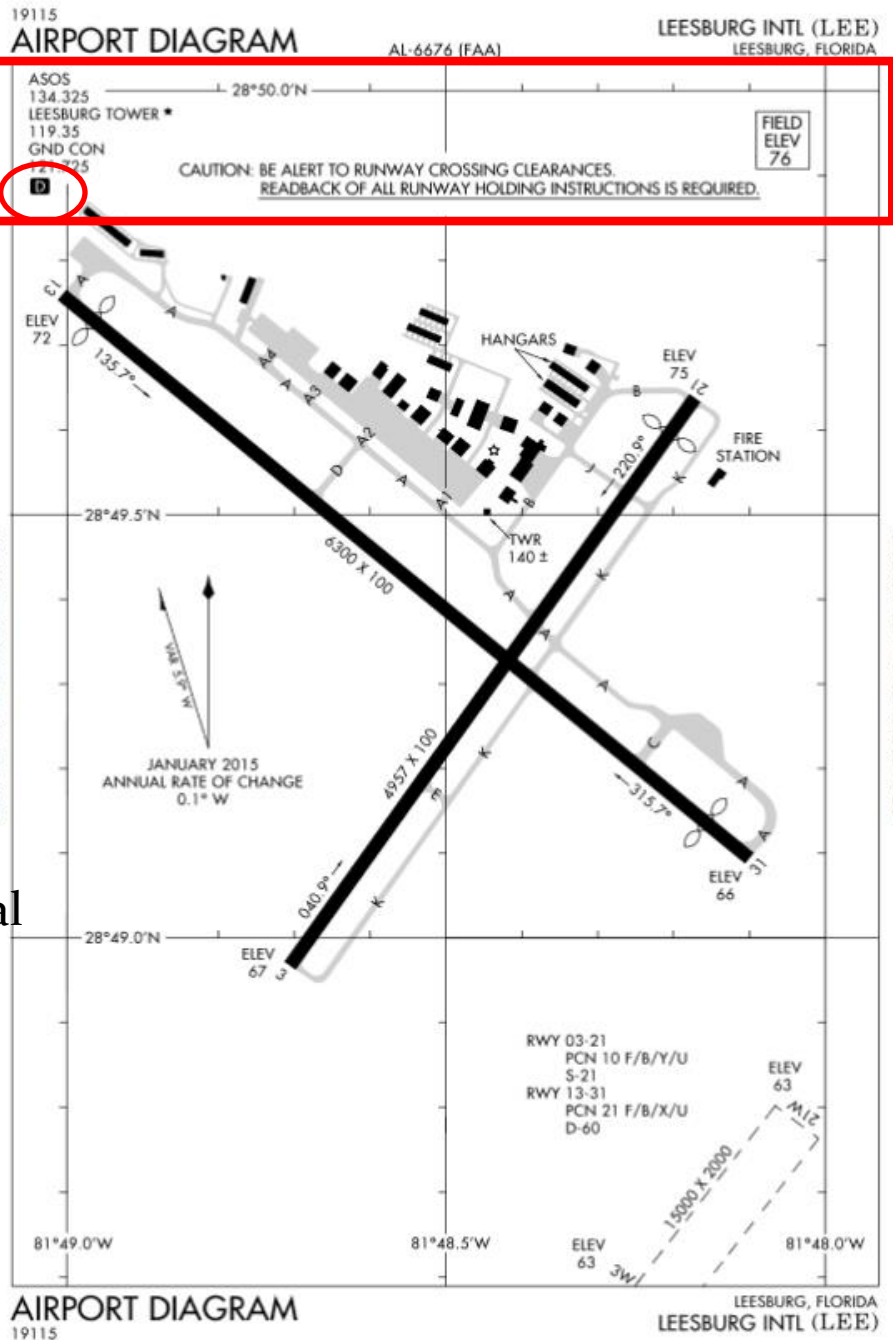 19115
AIRPORT DIAGRAM
AL-6676 (FAA)
LEESBURG INTL (LEE)
LEESBURG, FLORIDA
ASOS
134.325
LEESBURG TOWER *
119.35
GND CON
121.725
D
28°50.0'N
CAUTION: BE ALERT TO RUNWAY CROSSING CLEARANCES.
READBACK OF ALL RUNWAY HOLDING INSTRUCTIONS IS REQUIRED.
FIELD
ELEV
76
13
A
ELEV
72
135.7°
A
A4
A
A3
A2
D
A
A1
HANGARS
ELEV
75
21
B
220.9°
J
K
FIRE
STATION
B
TWR
140 ±
28°49.5'N
6300 X 100
K
A
A
A
VAR 5.9° W
JANUARY 2015
ANNUAL RATE OF CHANGE
0.1° W
4957 X 100
K
E
C
A
315.7°
A
31
ELEV
66
al
040.9°
K
28°49.0'N
ELEV
67
3
RWY 03-21
PCN 10 F/B/Y/U
S-21
RWY 13-31
PCN 21 F/B/X/U
D-60
ELEV
63
21W
15000 X 2000
81°49.0'W
81°48.5'W
ELEV
63
3W
81°48.0'W
AIRPORT DIAGRAM
19115
LEESBURG, FLORIDA
LEESBURG INTL (LEE)